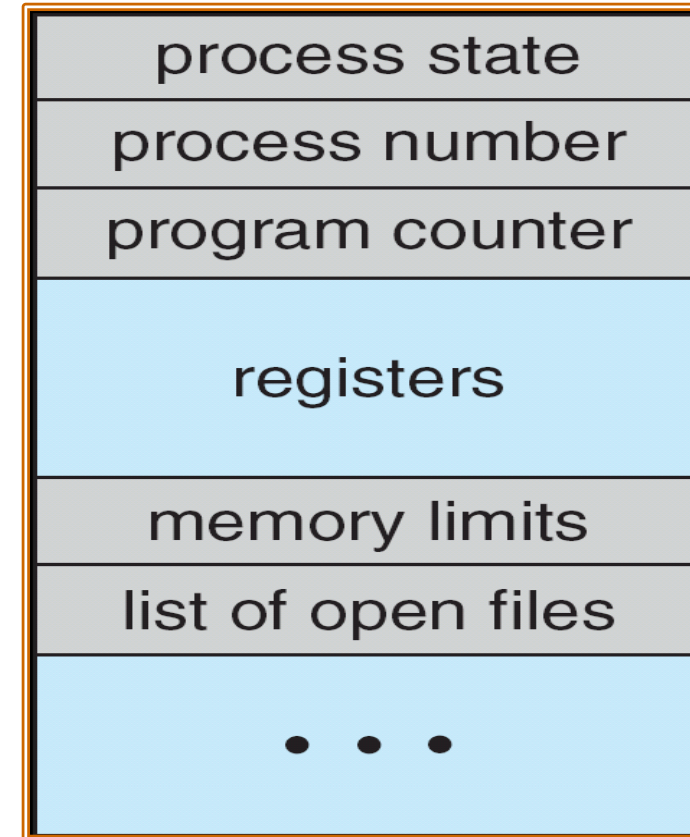 process state
process number
program counter
registers
memory limits
list of open files
• • •